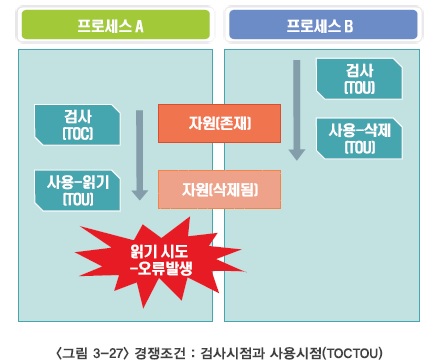 프로세스 A
프로세스 B
검사
(TOC)
자원(존재)
검사
(TOU)
사용-삭제
(TOU)
사용-읽기
(TOU)
자원(삭제됨)
읽기 시도
-오류발생
<그림 3-27> 경쟁조건 : 검사시점과 사용시점(TOCTOU)